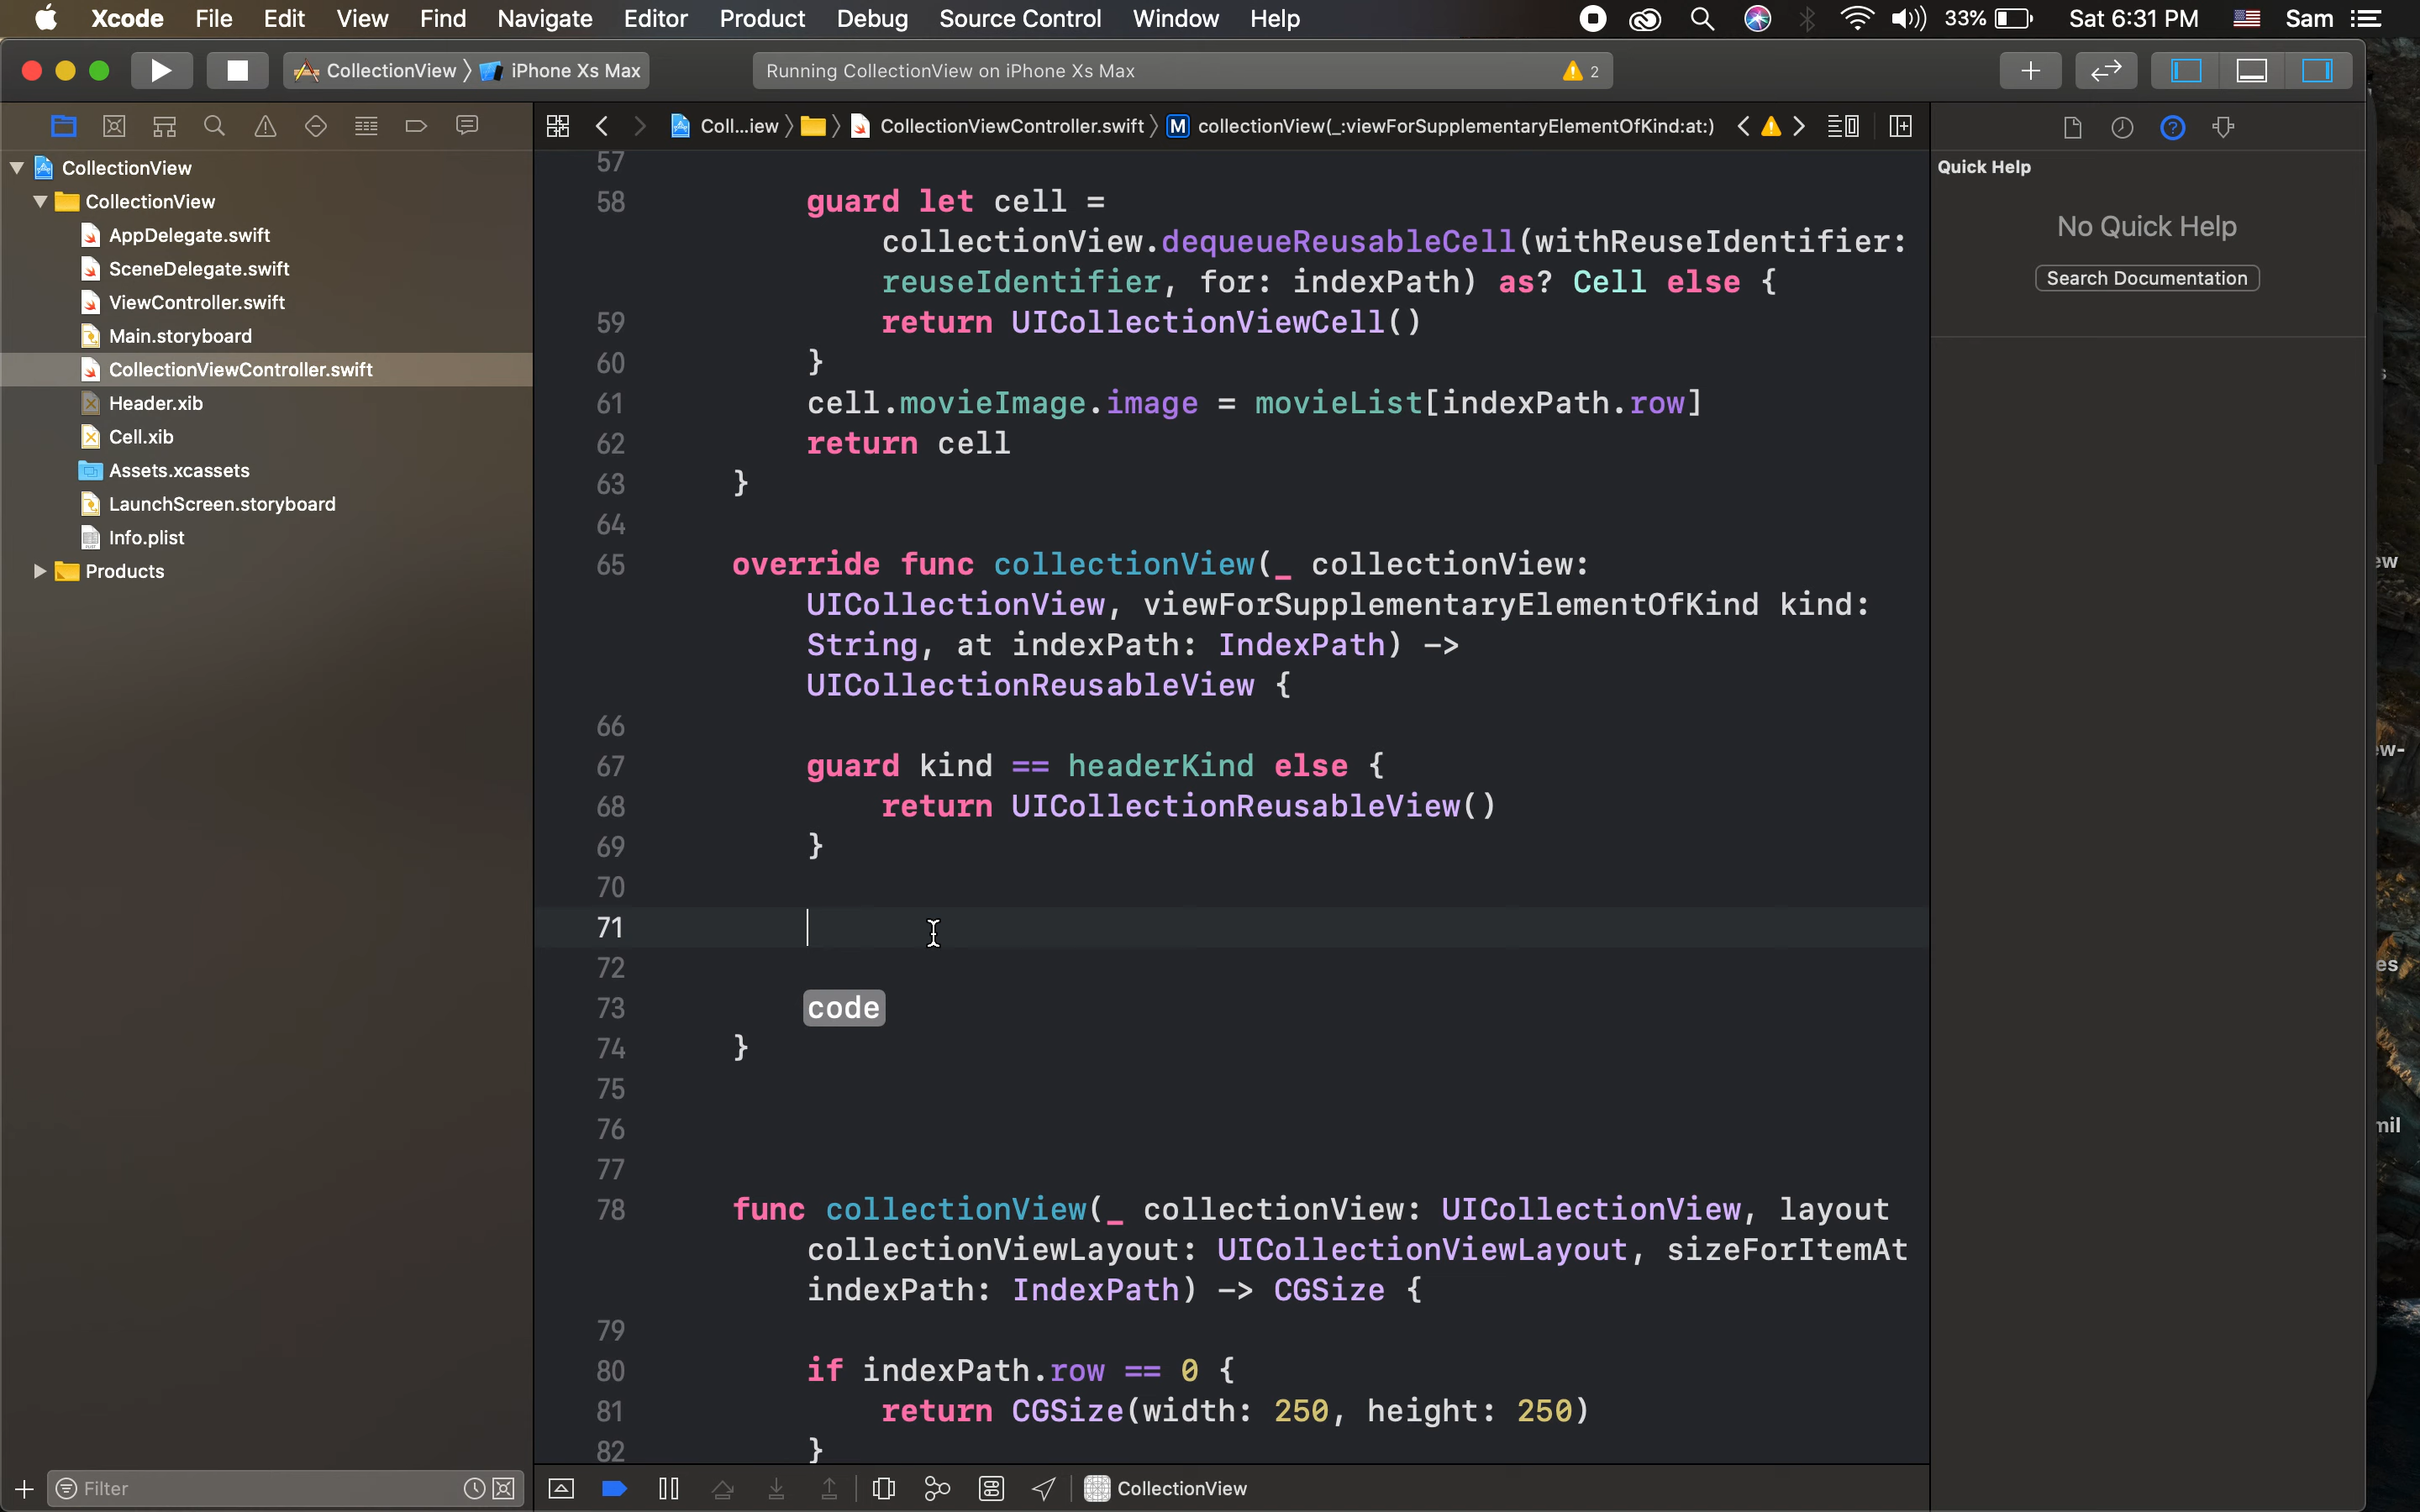 Xcode File Edit View Find Navigate Editor Product Debug Source Control Window Help 33% Sat 6:31 PM Sam
CollectionView iPhone Xs Max Running CollectionView on iPhone Xs Max 2
Coll...iew CollectionViewController.swift M collectionView(_:viewForSupplementaryElementOfKind:at:)
CollectionView
CollectionView
AppDelegate.swift
SceneDelegate.swift
ViewController.swift
Main.storyboard
CollectionViewController.swift
Header.xib
Cell.xib
Assets.xcassets
LaunchScreen.storyboard
Info.plist
Products
Filter
57
58 guard let cell =
collectionView.dequeueReusableCell(withReuseIdentifier:
reuseIdentifier, for: indexPath) as? Cell else {
59 return UICollectionViewCell()
60 }
61 cell.movieImage.image = movieList[indexPath.row]
62 return cell
63 }
64
65 override func collectionView(_ collectionView:
UICollectionView, viewForSupplementaryElementOfKind kind:
String, at indexPath: IndexPath) ->
UICollectionReusableView {
66
67 guard kind == headerKind else {
68 return UICollectionReusableView()
69 }
70
71
72
73 code
74 }
75
76
77
78 func collectionView(_ collectionView: UICollectionView, layout
collectionViewLayout: UICollectionViewLayout, sizeForItemAt
indexPath: IndexPath) -> CGSize {
79
80 if indexPath.row == 0 {
81 return CGSize(width: 250, height: 250)
82 }
CollectionView
Quick Help
No Quick Help
Search Documentation